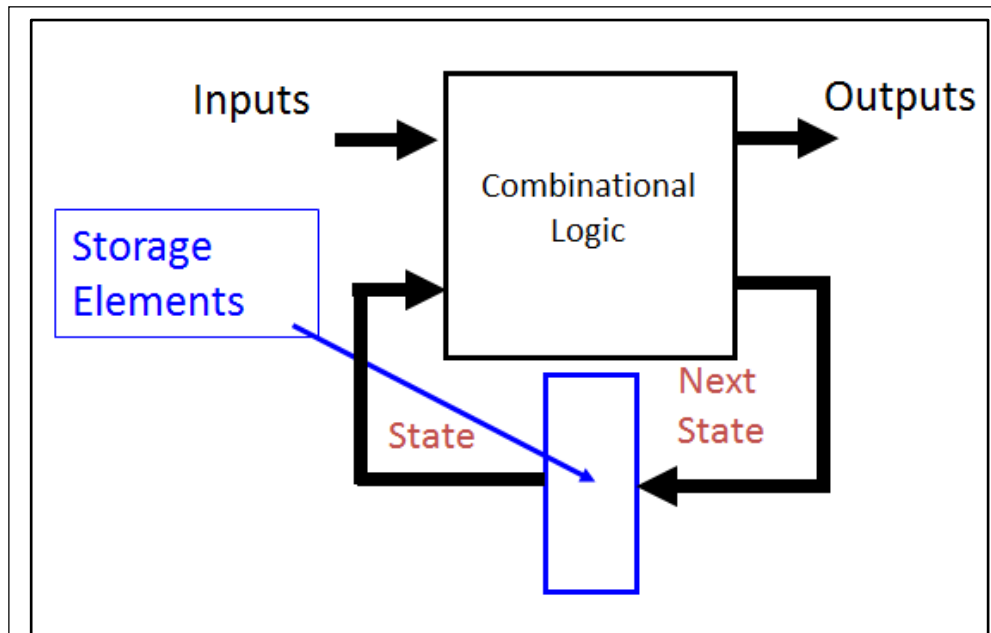 Inputs
Outputs
Combinational
Logic
Storage
Elements
Next
State
State